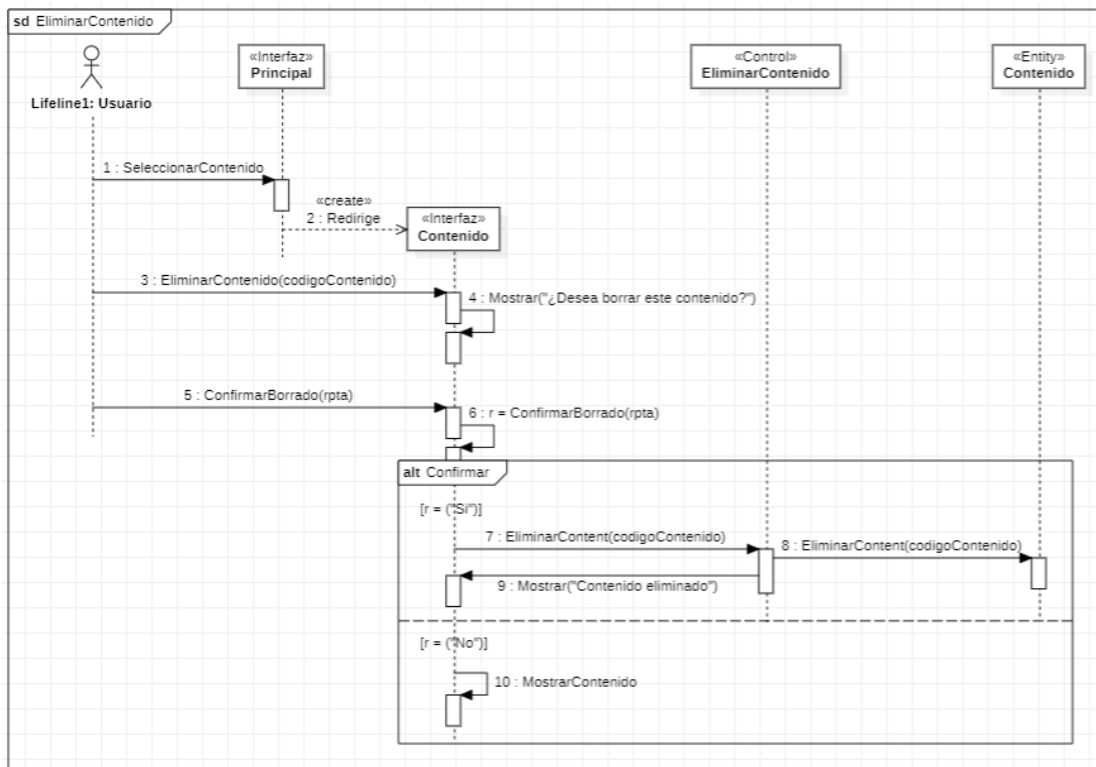 sd EliminarContenido
«Interfaz»
Principal
«Control»
EliminarContenido
«Entity»
Contenido
Lifeline1: Usuario
1 : SeleccionarContenido
«create»
2 : Redirige
«Interfaz»
Contenido
3 : EliminarContenido(codigoContenido)
4 : Mostrar("¿Desea borrar este contenido?")
5 : ConfirmarBorrado(rpta)
6 : r = ConfirmarBorrado(rpta)
alt Confirmar
[r = ("Si")]
7 : EliminarContent(codigoContenido)
8 : EliminarContent(codigoContenido)
9 : Mostrar("Contenido eliminado")
[r = ("No")]
10 : MostrarContenido